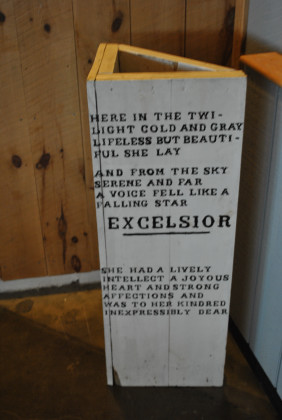 HERE IN THE TWI-
LIGHT COLD AND GRAY
LIFELESS BUT BEAUTI-
FUL SHE LAY
AND FROM THE SKY
SERENE AND FAR
A VOICE FELL LIKE A
FALLING STAR
EXCELSIOR
SHE HAD A LIVELY
INTELLECT A JOYOUS
HEART AND STRONG
AFFECTIONS AND
WAS TO HER KINDRED
INEXPRESSIBLY DEAR